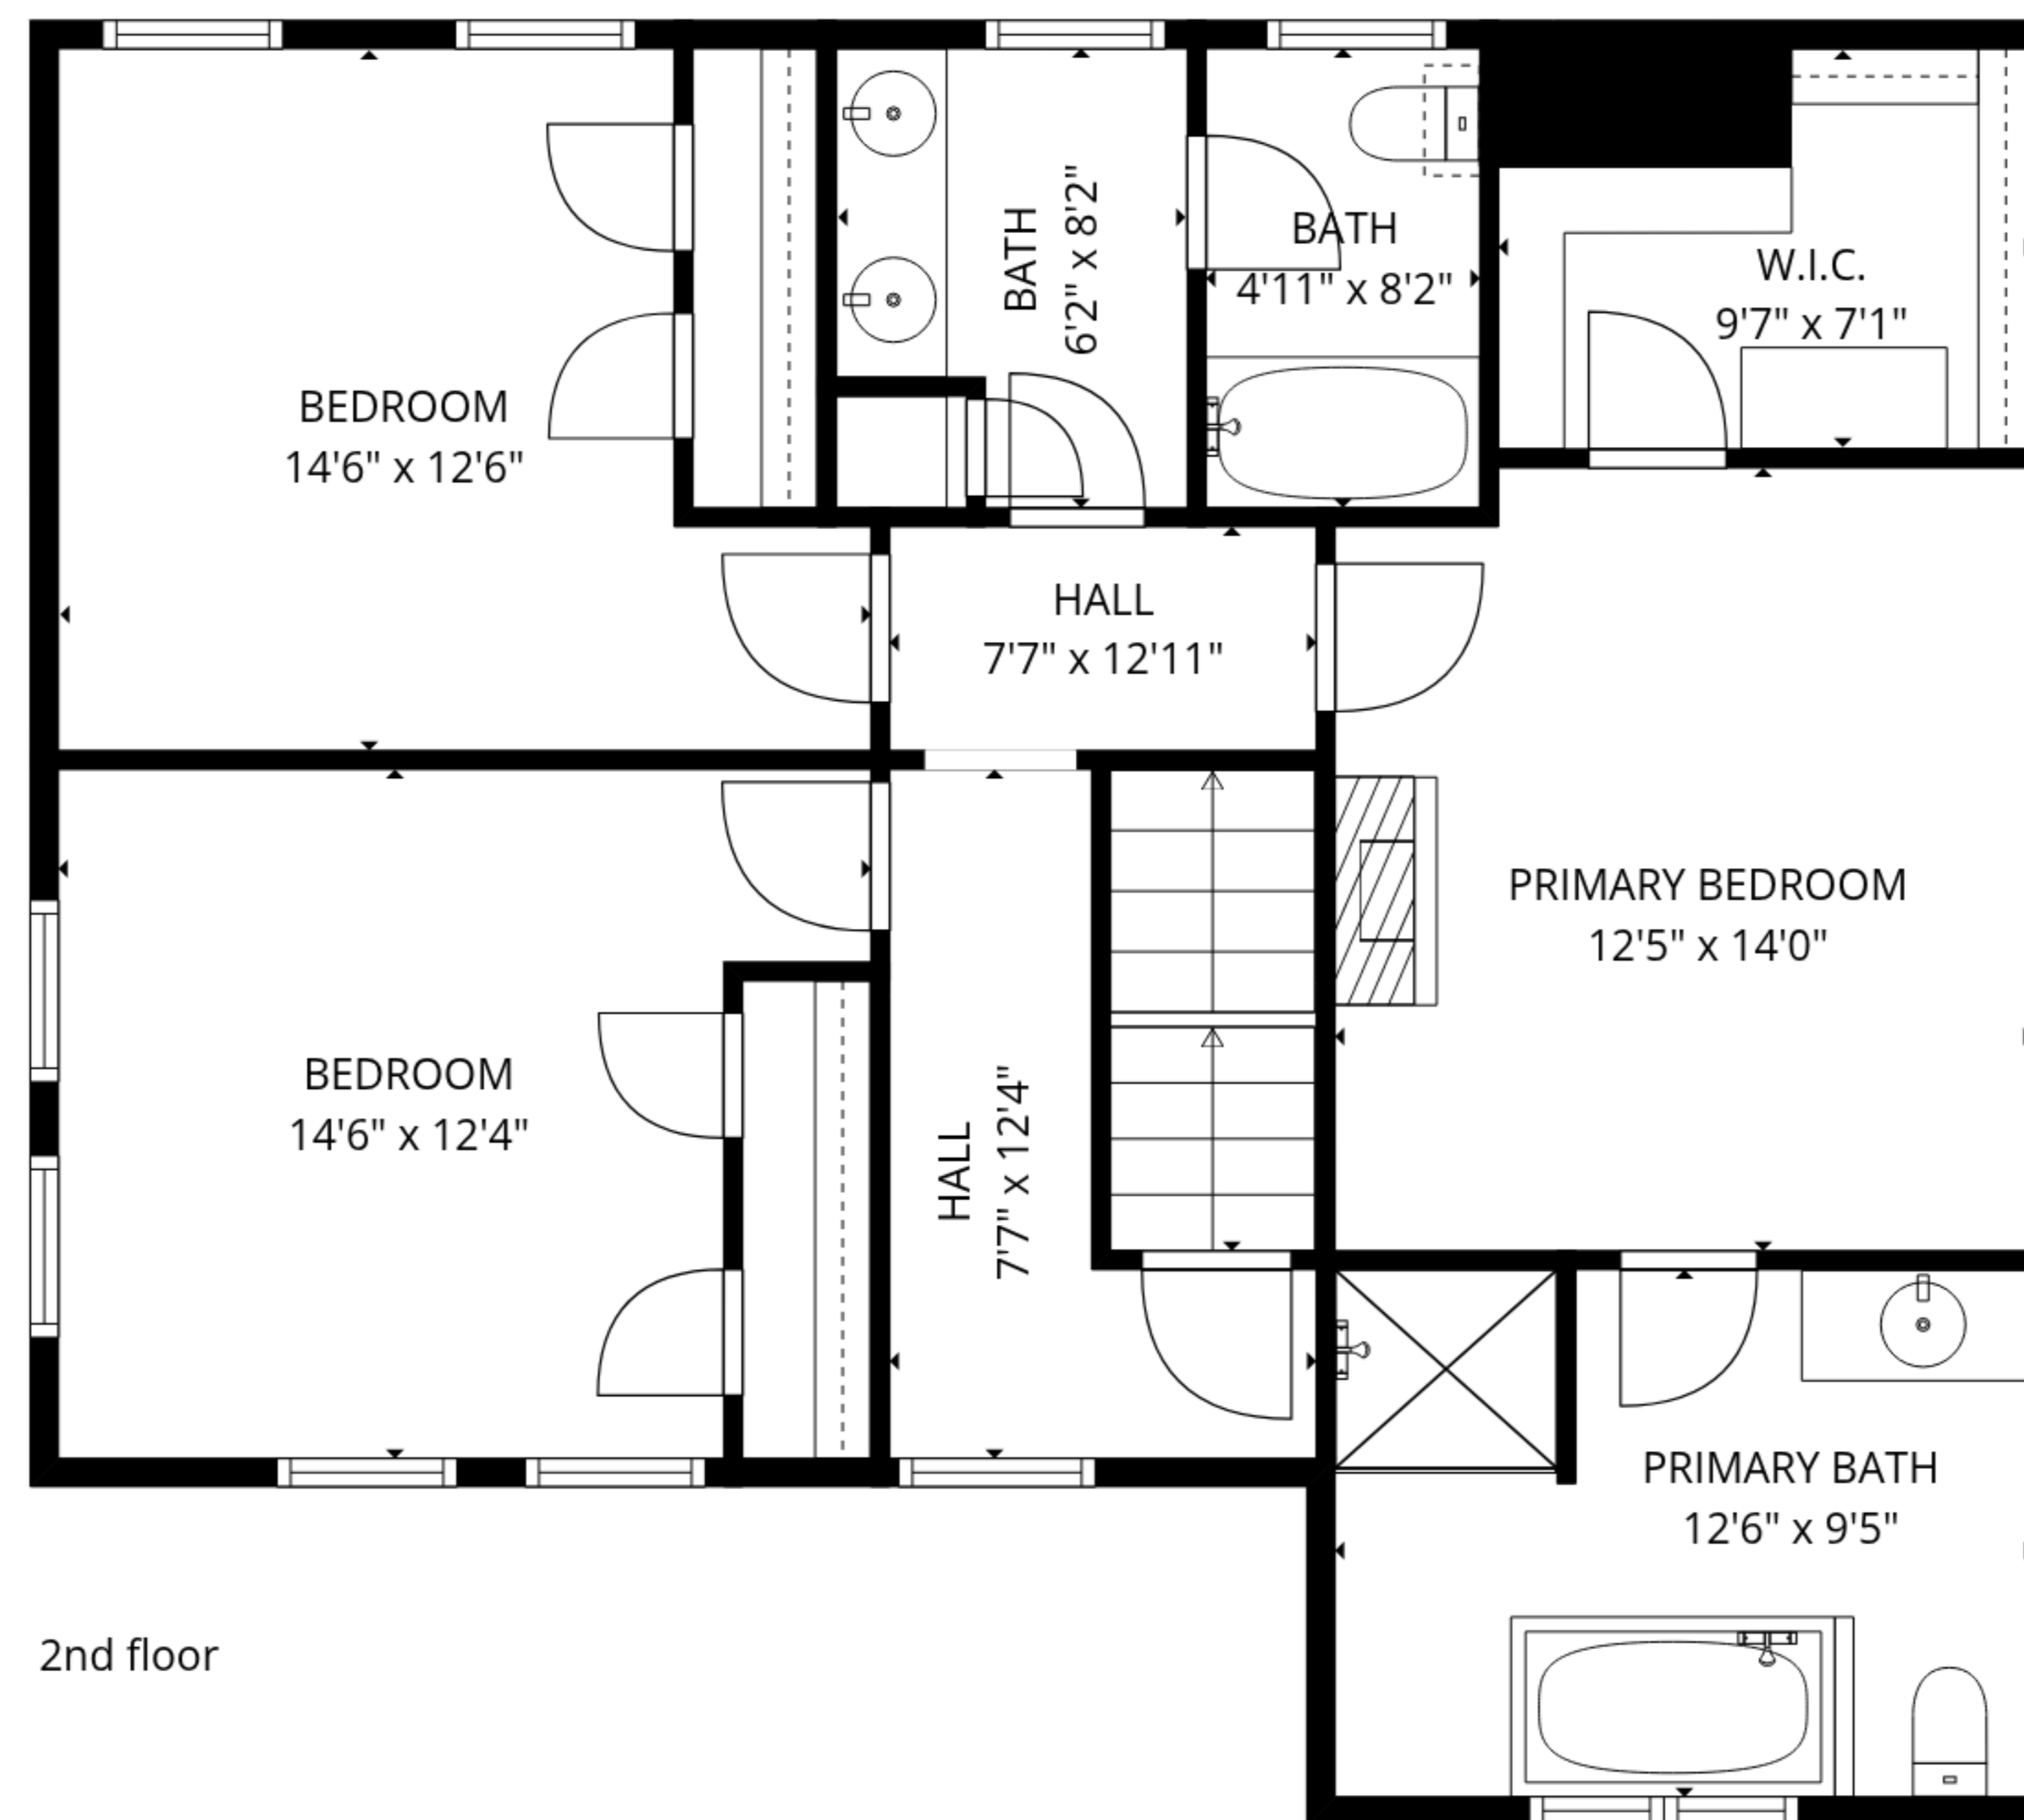 BATH
6'2" x 8'2"
BATH
4'11" x 8'2"
W.I.C.
9'7" x 7'1"
BEDROOM
14'6" x 12'6"
HALL
7'7" x 12'11"
PRIMARY BEDROOM
12'5" x 14'0"
BEDROOM
14'6" x 12'4"
HALL
7'7" x 12'4"
PRIMARY BATH
12'6" x 9'5"
2nd floor